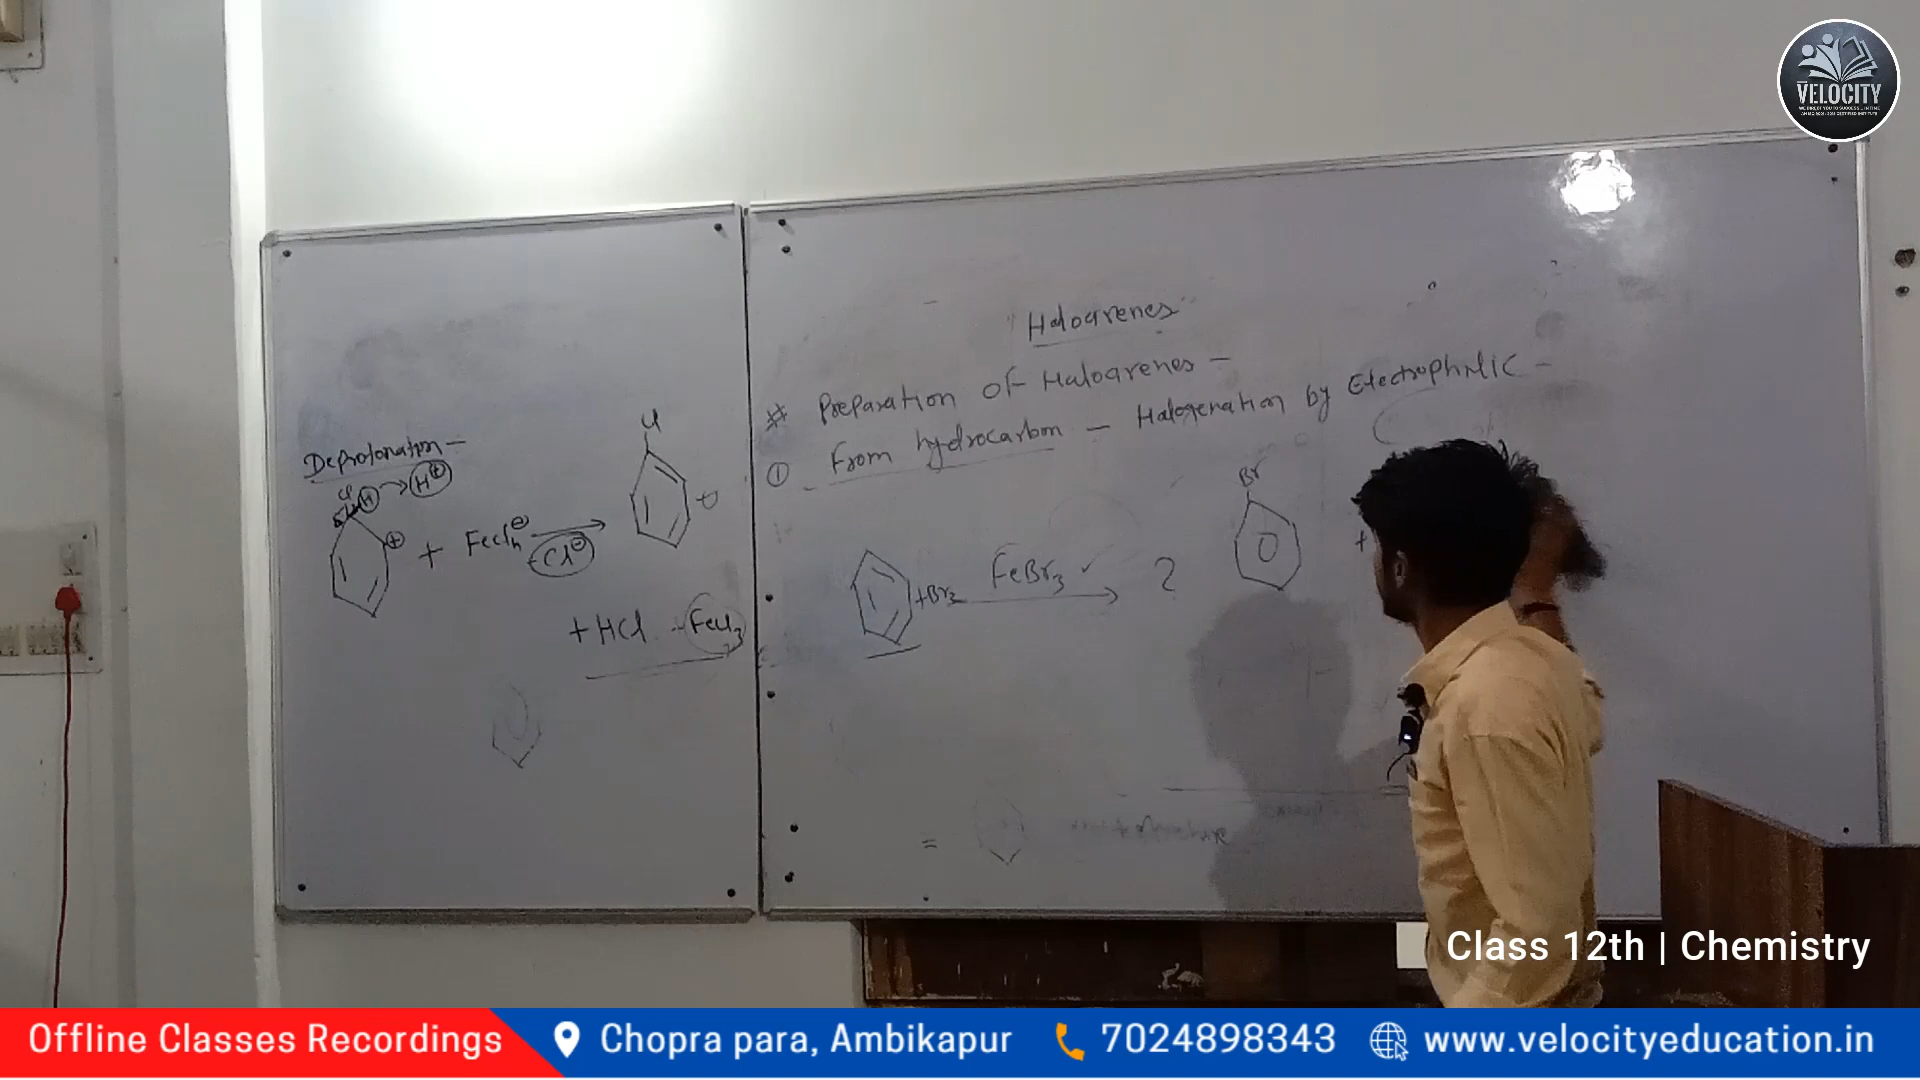 VELOCITY
Haloarenes
# Preparation of Haloarenes –
① From hydrocarbon – Halogenation by Electrophilic –
Deprotonation –
Cl
H → H⊕
⊕ + FeCl₄⊖ →
-Cl⊖
Cl
+ HCl - FeCl₃
+ Br₂ FeBr₃ ✓ → ?
Br
+
=
Class 12th | Chemistry
Offline Classes Recordings
Chopra para, Ambikapur
7024898343
www.velocityeducation.in